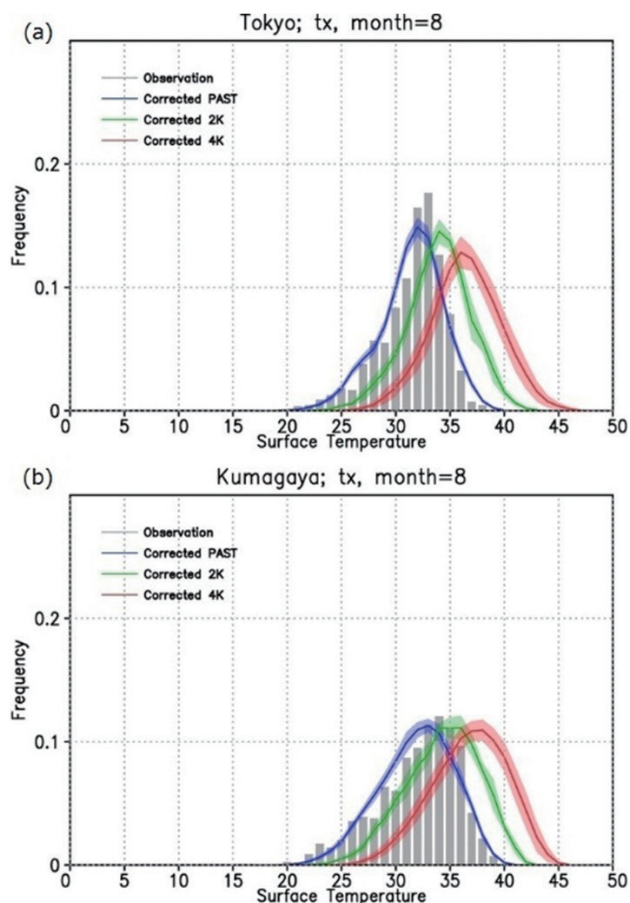 (a)
Tokyo; tx, month=8
Observation
Corrected PAST
Corrected 2K
Corrected 4K
Frequency
0.2
0.1
0
0 5 10 15 20 25 30 35 40 45 50
Surface Temperature
(b)
Kumagaya; tx, month=8
Observation
Corrected PAST
Corrected 2K
Corrected 4K
Frequency
0.2
0.1
0
0 5 10 15 20 25 30 35 40 45 50
Surface Temperature